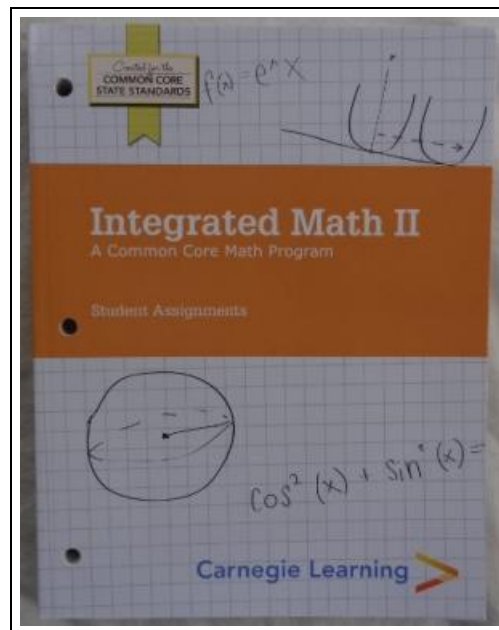 Created for the
COMMON CORE
STATE STANDARDS
f(x) = e^x
Integrated Math II
A Common Core Math Program
Student Assignments
cos² (x) + sin² (x) =
Carnegie Learning